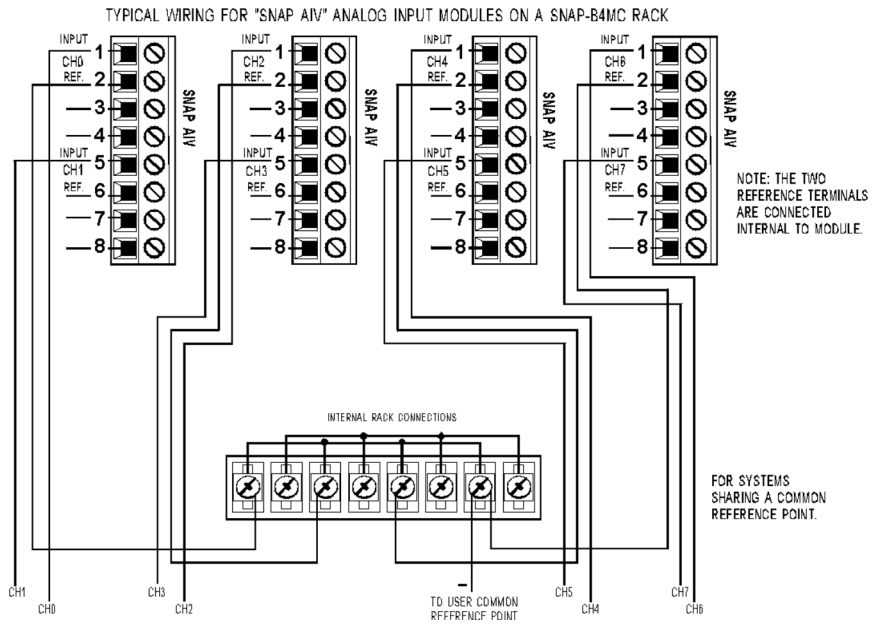 TYPICAL WIRING FOR "SNAP AIV" ANALOG INPUT MODULES ON A SNAP-B4MC RACK
INPUT 1
CH0
REF. 2
3
4
INPUT 5
CH1
REF. 6
7
8
SNAP AIV
INPUT 1
CH2
REF. 2
3
4
INPUT 5
CH3
REF. 6
7
8
SNAP AIV
INPUT 1
CH4
REF. 2
3
4
INPUT 5
CH5
REF. 6
7
8
SNAP AIV
INPUT 1
CH6
REF. 2
3
4
INPUT 5
CH7
REF. 6
7
8
SNAP AIV
NOTE: THE TWO
REFERENCE TERMINALS
ARE CONNECTED
INTERNAL TO MODULE.
INTERNAL RACK CONNECTIONS
FOR SYSTEMS
SHARING A COMMON
REFERENCE POINT.
CH1
CH0
CH3
CH2
TO USER COMMON
REFERENCE POINT
CH5
CH4
CH7
CH6